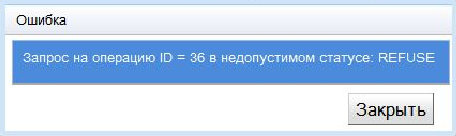 Ошибка
Запрос на операцию ID = 36 в недопустимом статусе: REFUSE
Закрыть